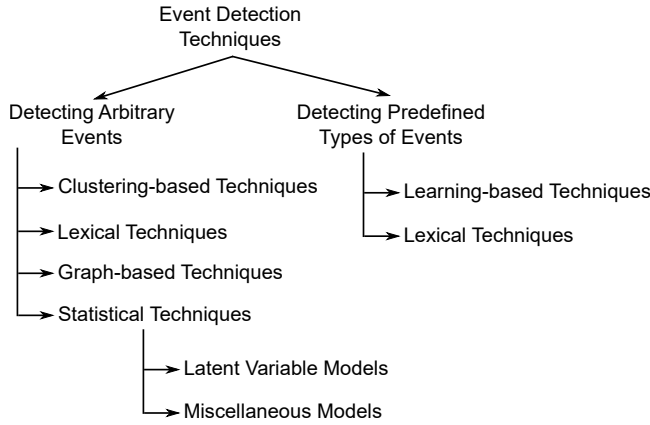 Event Detection
Techniques
Detecting Arbitrary
Events
Detecting Predefined
Types of Events
Clustering-based Techniques
Learning-based Techniques
Lexical Techniques
Lexical Techniques
Graph-based Techniques
Statistical Techniques
Latent Variable Models
Miscellaneous Models